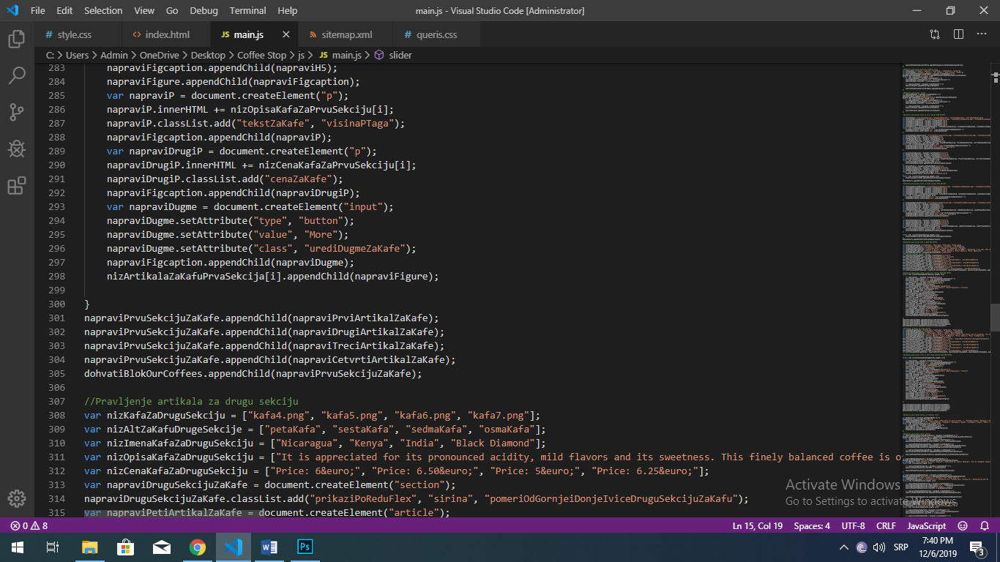 File Edit Selection View Go Debug Terminal Help main.js - Visual Studio Code [Administrator]
# style.css <> index.html JS main.js sitemap.xml # queris.css
C: > Users > Admin > OneDrive > Desktop > Coffee Stop > js > JS main.js > slider
283 napraviFigcaption.appendChild(napraviH5);
284 napraviFigure.appendChild(napraviFigcaption);
285 var napraviP = document.createElement("p");
286 napraviP.innerHTML += nizOpisaKafaZaPrvuSekciju[i];
287 napraviP.classList.add("tekstZaKafe", "visinaPTaga");
288 napraviFigcaption.appendChild(napraviP);
289 var napraviDrugiP = document.createElement("p");
290 napraviDrugiP.innerHTML += nizCenaKafaZaPrvuSekciju[i];
291 napraviDrugiP.classList.add("cenaZaKafe");
292 napraviFigcaption.appendChild(napraviDrugiP);
293 var napraviDugme = document.createElement("input");
294 napraviDugme.setAttribute("type", "button");
295 napraviDugme.setAttribute("value", "More");
296 napraviDugme.setAttribute("class", "urediDugmeZaKafe");
297 napraviFigcaption.appendChild(napraviDugme);
298 nizArtikalaZaKafuPrvaSekcija[i].appendChild(napraviFigure);
299
300 }
301 napraviPrvuSekcijuZaKafe.appendChild(napraviPrviArtikalZaKafe);
302 napraviPrvuSekcijuZaKafe.appendChild(napraviDrugiArtikalZaKafe);
303 napraviPrvuSekcijuZaKafe.appendChild(napraviTreciArtikalZaKafe);
304 napraviPrvuSekcijuZaKafe.appendChild(napraviCetvrtiArtikalZaKafe);
305 dohvatiBlokOurCoffees.appendChild(napraviPrvuSekcijuZaKafe);
306
307 //Pravljenje artikala za drugu sekciju
308 var nizKafaZaDruguSekciju = ["kafa4.png", "kafa5.png", "kafa6.png", "kafa7.png"];
309 var nizAltZaKafuDrugeSekcije = ["petaKafa", "sestaKafa", "sedmaKafa", "osmaKafa"];
310 var nizImenaKafaZaDruguSekciju = ["Nicaragua", "Kenya", "India", "Black Diamond"];
311 var nizOpisaKafaZaDruguSekciju = ["It is appreciated for its pronounced acidity, mild flavors and its sweetness. This finely balanced coffee is o
312 var nizCenaKafaZaDruguSekciju = ["Price: 6&euro;", "Price: 6.50&euro;", "Price: 5&euro;", "Price: 6.25&euro;"];
313 var napraviDruguSekcijuZaKafe = document.createElement("section");
314 napraviDruguSekcijuZaKafe.classList.add("prikaziPoReduFlex", "sirina", "pomeriOdGornjeiDonjeIviceDruguSekcijuZaKafu");
315 var napraviPetiArtikalZaKafe = document.createElement("article");
Activate Windows
Go to Settings to activate Windows.
0 8 Ln 15, Col 19 Spaces: 4 UTF-8 CRLF JavaScript
W Ps SRP 7:40 PM
12/6/2019 3